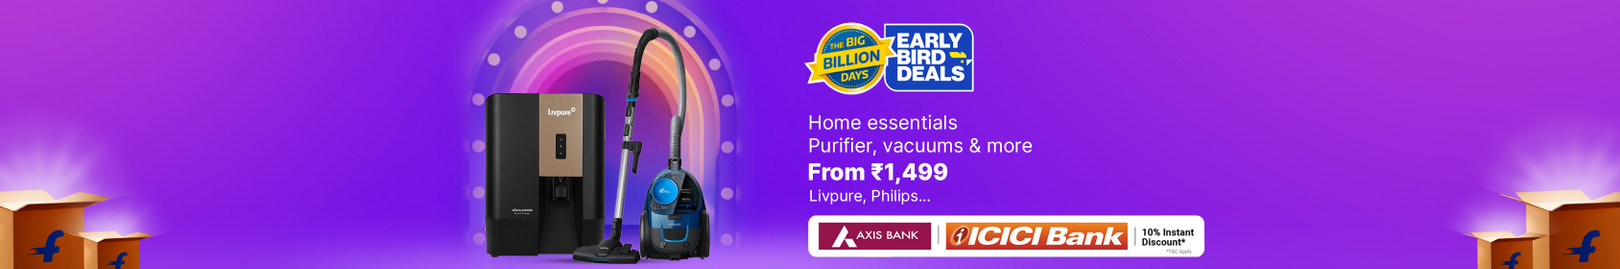 THE BIG
BILLION
DAYS
EARLY
BIRD
DEALS
Home essentials
Purifier, vacuums & more
From ₹1,499
Livpure, Philips...
AXIS BANK
ICICI Bank
10% Instant
Discount*
*T&C Apply
Livpure